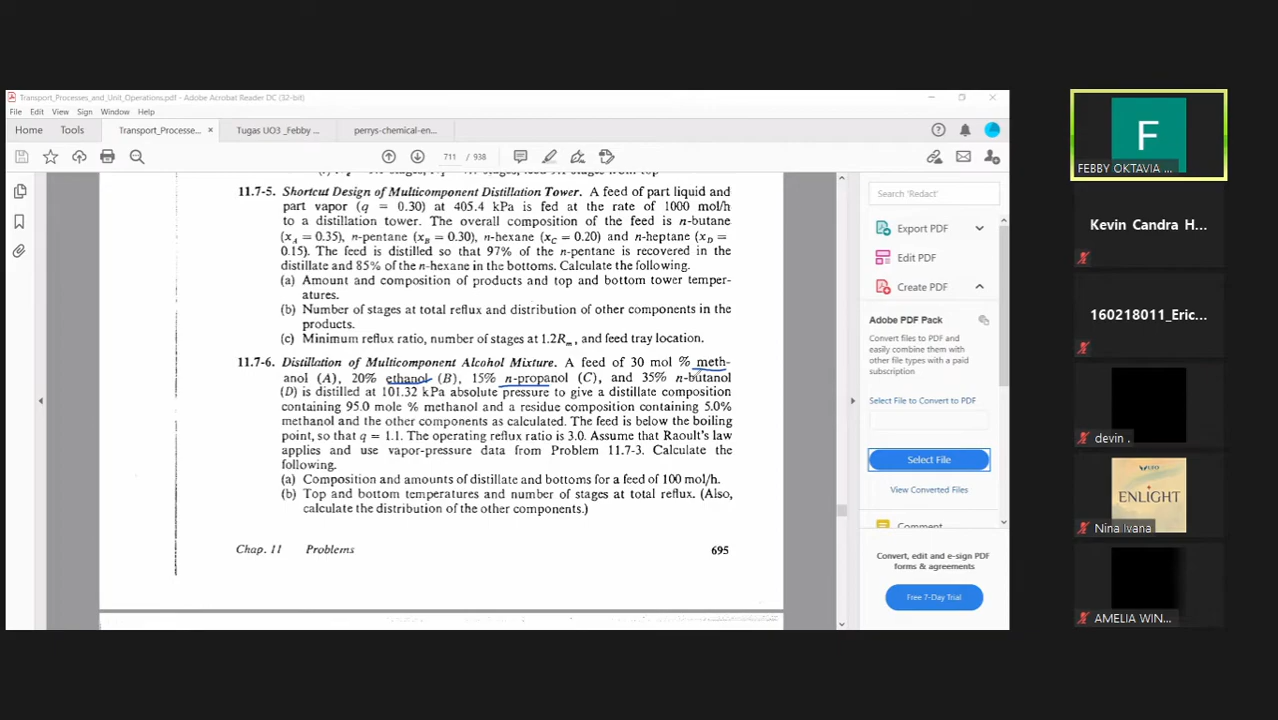 Transport_Processes_and_Unit_Operations.pdf - Adobe Acrobat Reader DC (32-bit)
File Edit View Sign Window Help
Home Tools Transport_Processe... × Tugas UO3 _Febby ... perrys-chemical-en...
711 / 938
11.7-5. Shortcut Design of Multicomponent Distillation Tower. A feed of part liquid and
part vapor (q = 0.30) at 405.4 kPa is fed at the rate of 1000 mol/h
to a distillation tower. The overall composition of the feed is n-butane
(xA = 0.35), n-pentane (xB = 0.30), n-hexane (xC = 0.20) and n-heptane (xD =
0.15). The feed is distilled so that 97% of the n-pentane is recovered in the
distillate and 85% of the n-hexane in the bottoms. Calculate the following.
(a) Amount and composition of products and top and bottom tower temper-
atures.
(b) Number of stages at total reflux and distribution of other components in the
products.
(c) Minimum reflux ratio, number of stages at 1.2Rm, and feed tray location.
11.7-6. Distillation of Multicomponent Alcohol Mixture. A feed of 30 mol % meth-
anol (A), 20% ethanol (B), 15% n-propanol (C), and 35% n-butanol
(D) is distilled at 101.32 kPa absolute pressure to give a distillate composition
containing 95.0 mole % methanol and a residue composition containing 5.0%
methanol and the other components as calculated. The feed is below the boiling
point, so that q = 1.1. The operating reflux ratio is 3.0. Assume that Raoult's law
applies and use vapor-pressure data from Problem 11.7-3. Calculate the
following.
(a) Composition and amounts of distillate and bottoms for a feed of 100 mol/h.
(b) Top and bottom temperatures and number of stages at total reflux. (Also,
calculate the distribution of the other components.)
Chap. 11 Problems 695
Search 'Redact'
Export PDF
Edit PDF
Create PDF
Adobe PDF Pack
Convert files to PDF and
easily combine them with
other file types with a paid
subscription
Select File to Convert to PDF
Select File
View Converted Files
Comment
Convert, edit and e-sign PDF
forms & agreements
Free 7-Day Trial
F
FEBBY OKTAVIA ...
Kevin Candra H...
160218011_Eric...
devin .
ENLIGHT
Nina Ivana
AMELIA WIN...